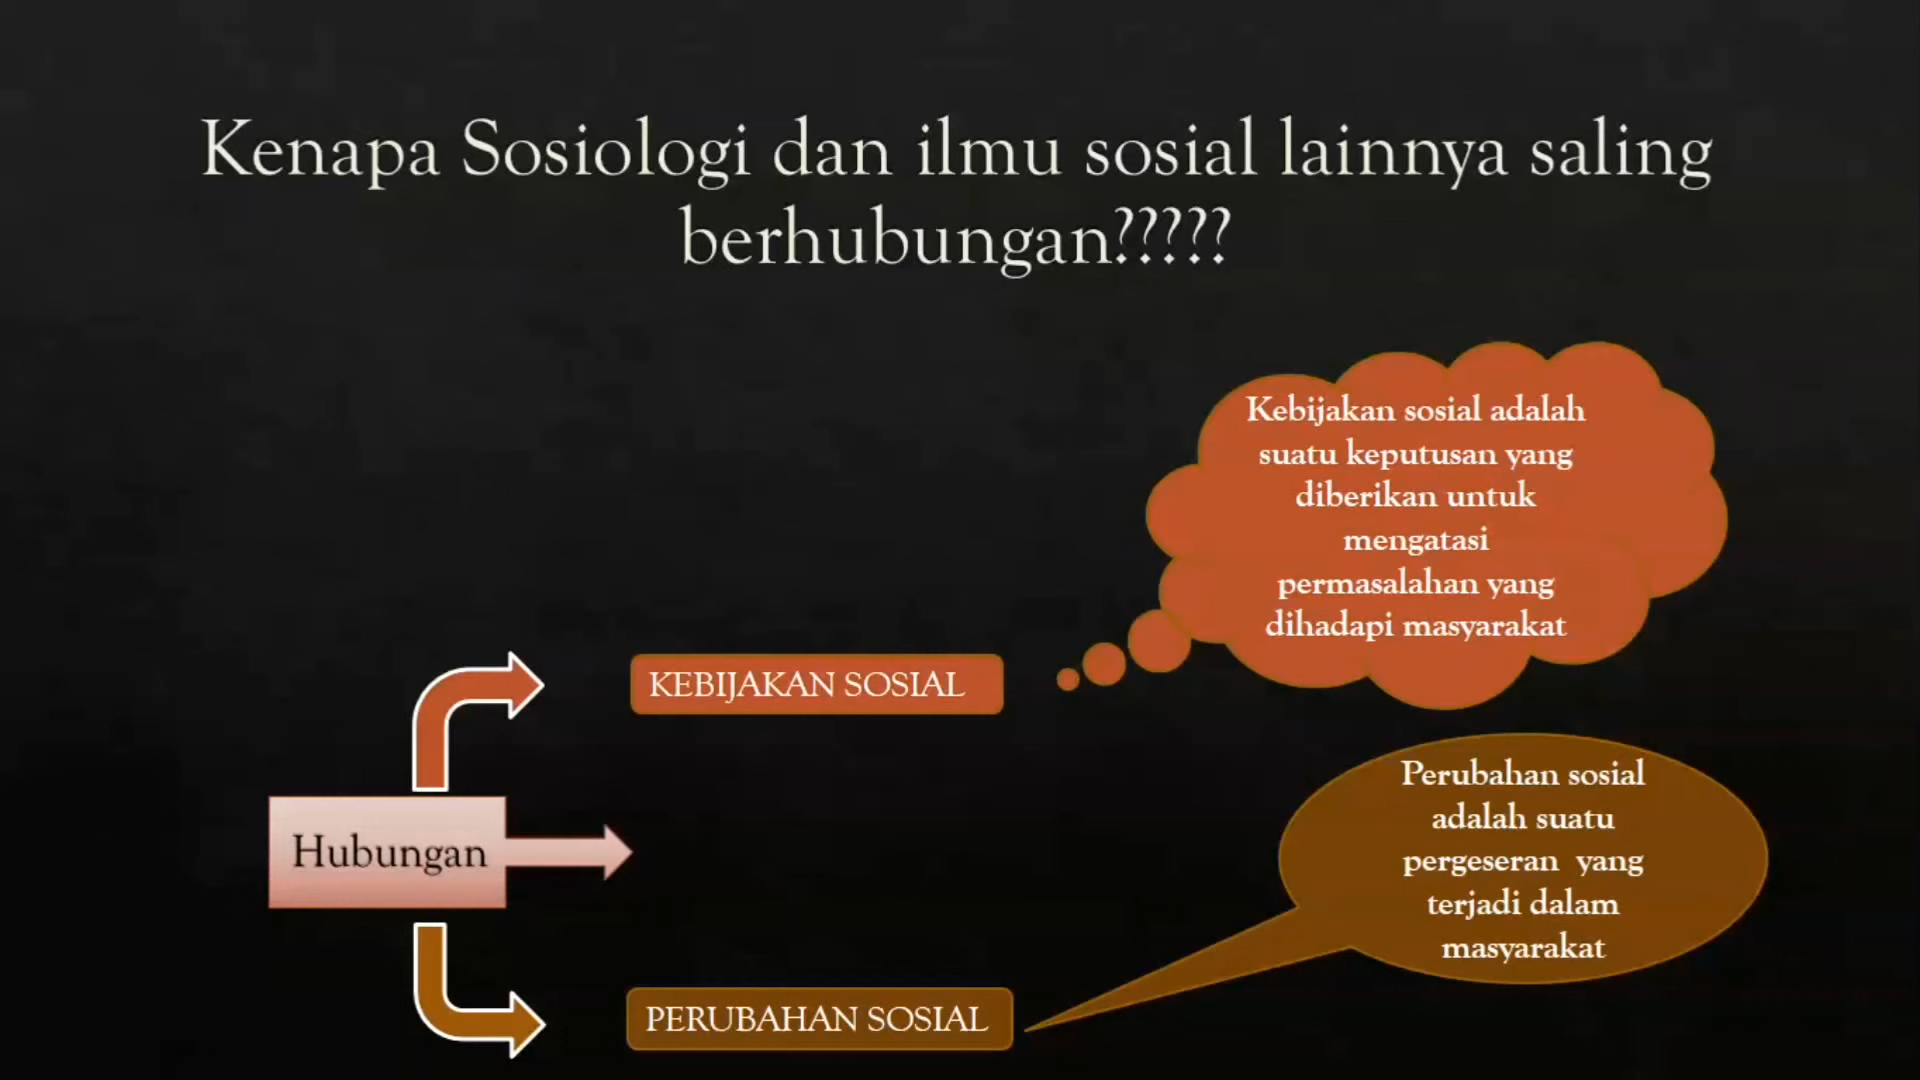 Kenapa Sosiologi dan ilmu sosial lainnya saling
berhubungan?????
Kebijakan sosial adalah
suatu keputusan yang
diberikan untuk
mengatasi
permasalahan yang
dihadapi masyarakat
KEBIJAKAN SOSIAL
Hubungan
Perubahan sosial
adalah suatu
pergeseran yang
terjadi dalam
masyarakat
PERUBAHAN SOSIAL